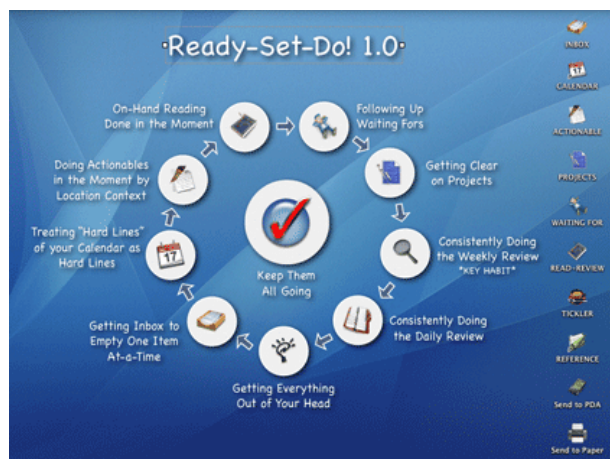 Ready-Set-Do! 1.0
On-Hand Reading
Done in the Moment
Following Up
Waiting Fors
Getting Clear
on Projects
Consistently Doing
the Weekly Review
*KEY HABIT*
Consistently Doing
the Daily Review
Getting Everything
Out of Your Head
Getting Inbox to
Empty One Item
At-a-Time
Treating "Hard Lines"
of your Calendar as
Hard Lines
17
Doing Actionables
in the Moment by
Location Context
Keep Them
All Going
INBOX
17
CALENDAR
ACTIONABLE
PROJECTS
WAITING FOR
READ-REVIEW
TICKLER
REFERENCE
Send to PDA
Send to Paper